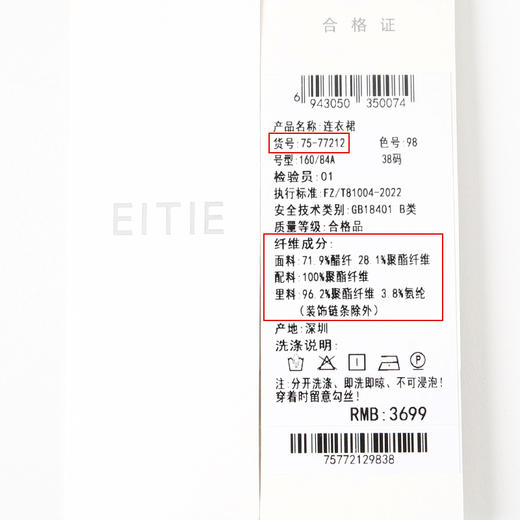 合格证
6 943050 350074
产品名称:连衣裙
货号:75-77212 色号:98
号型:160/84A 38码
检验员:01
执行标准:FZ/T81004-2022
安全技术类别:GB18401 B类
质量等级:合格品
纤维成分:
面料:71.9%醋纤 28.1%聚酯纤维
配料:100%聚酯纤维
里料:96.2%聚酯纤维 3.8%氨纶
(装饰链条除外)
产地:深圳
洗涤说明:
P
注:分开洗涤、即洗即晾、不可浸泡!
穿着时留意勾丝!
RMB:3699
75772129838
EITIE